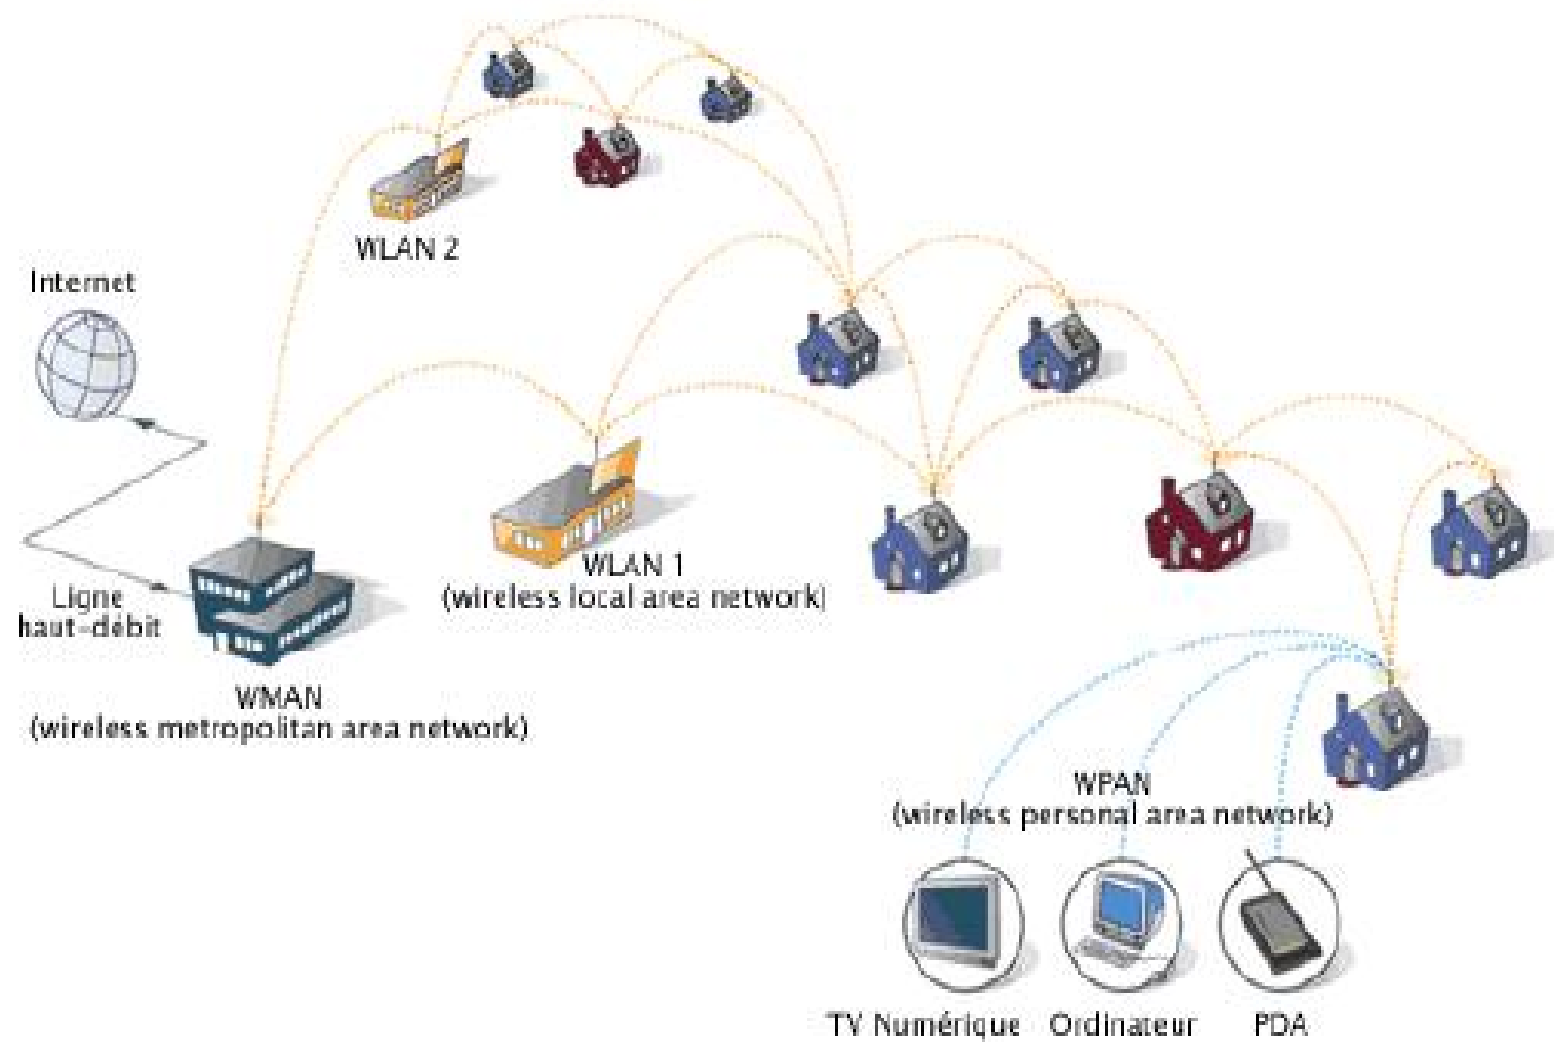 WLAN 2
Internet
WLAN 1
(wireless local area network)
Ligne
haut-débit
WMAN
(wireless metropolitan area network)
WPAN
(wireless personal area network)
TV Numérique
Ordinateur
PDA